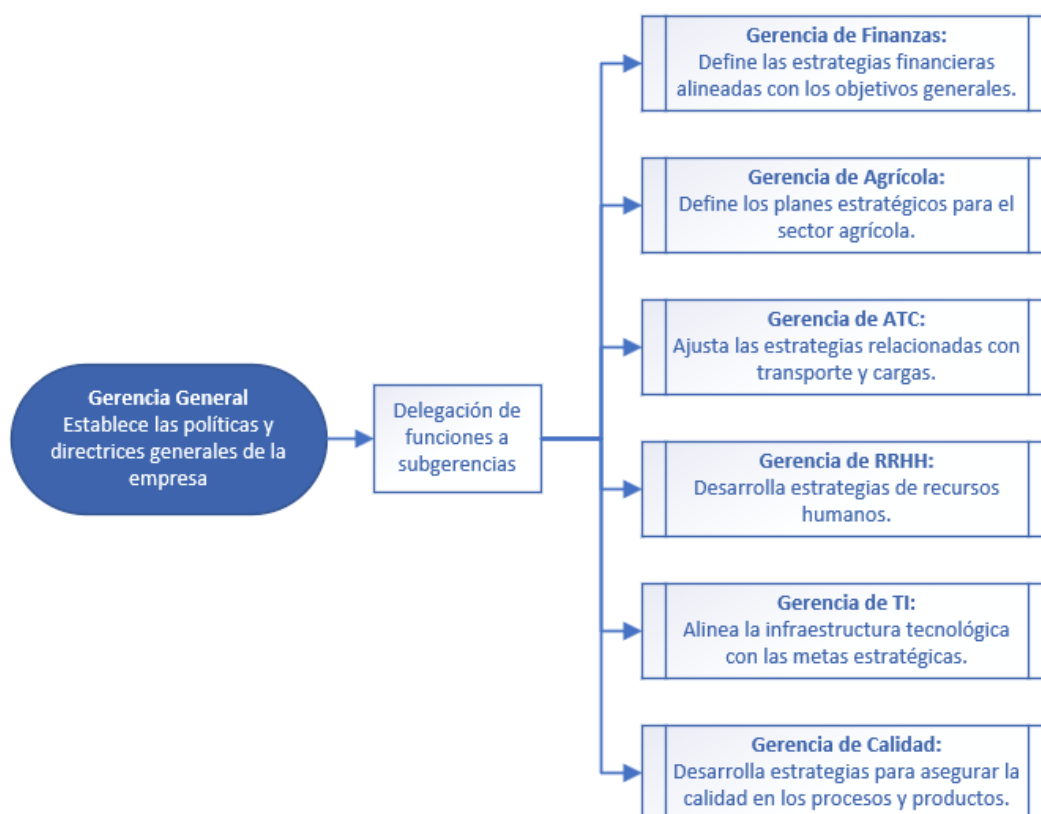 Gerencia de Finanzas:
Define las estrategias financieras
alineadas con los objetivos generales.
Gerencia de Agrícola:
Define los planes estratégicos para el
sector agrícola.
Gerencia de ATC:
Ajusta las estrategias relacionadas con
transporte y cargas.
Gerencia General
Establece las políticas y
directrices generales de la
empresa
Delegación de
funciones a
subgerencias
Gerencia de RRHH:
Desarrolla estrategias de recursos
humanos.
Gerencia de TI:
Alinea la infraestructura tecnológica
con las metas estratégicas.
Gerencia de Calidad:
Desarrolla estrategias para asegurar la
calidad en los procesos y productos.